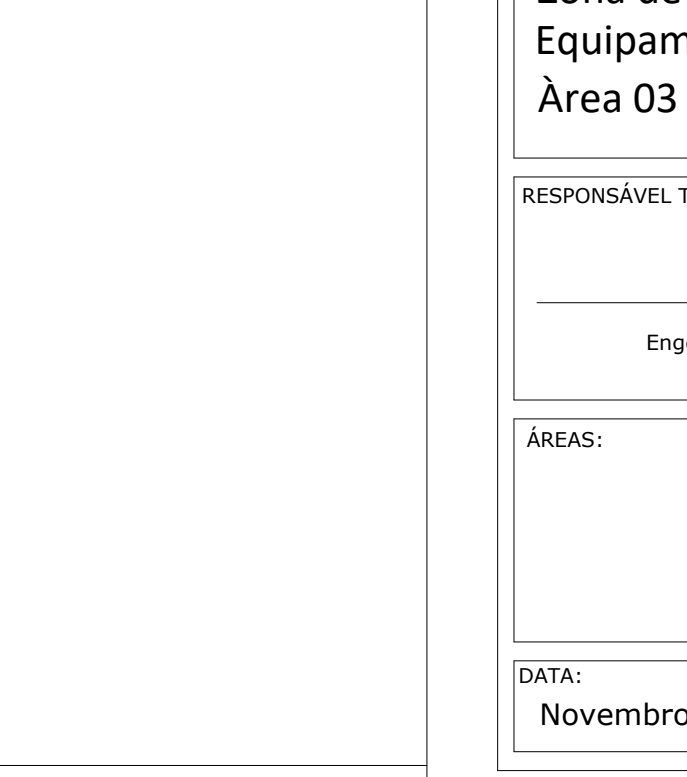 Equipam
Àrea 03
RESPONSÁVEL T
Eng
ÁREAS:
DATA:
Novembro